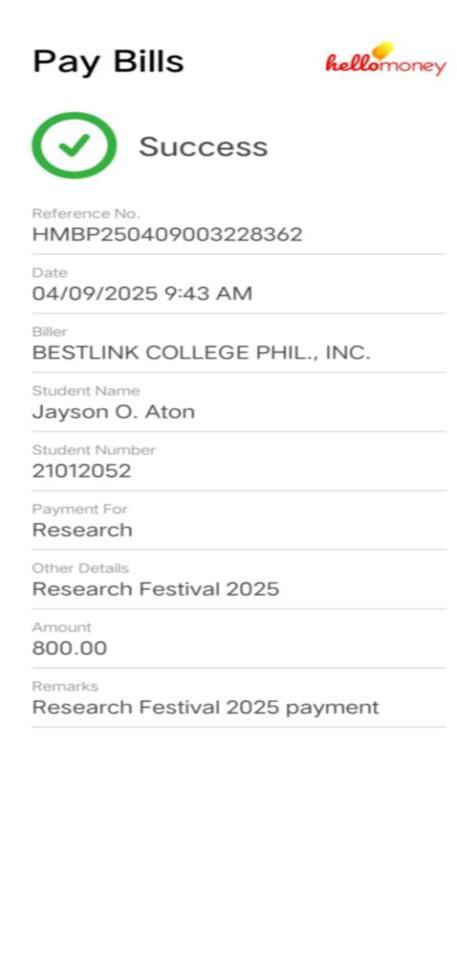 Pay Bills
hellomoney
Success
Reference No.
HMBP250409003228362
Date
04/09/2025 9:43 AM
Biller
BESTLINK COLLEGE PHIL., INC.
Student Name
Jayson O. Aton
Student Number
21012052
Payment For
Research
Other Details
Research Festival 2025
Amount
800.00
Remarks
Research Festival 2025 payment